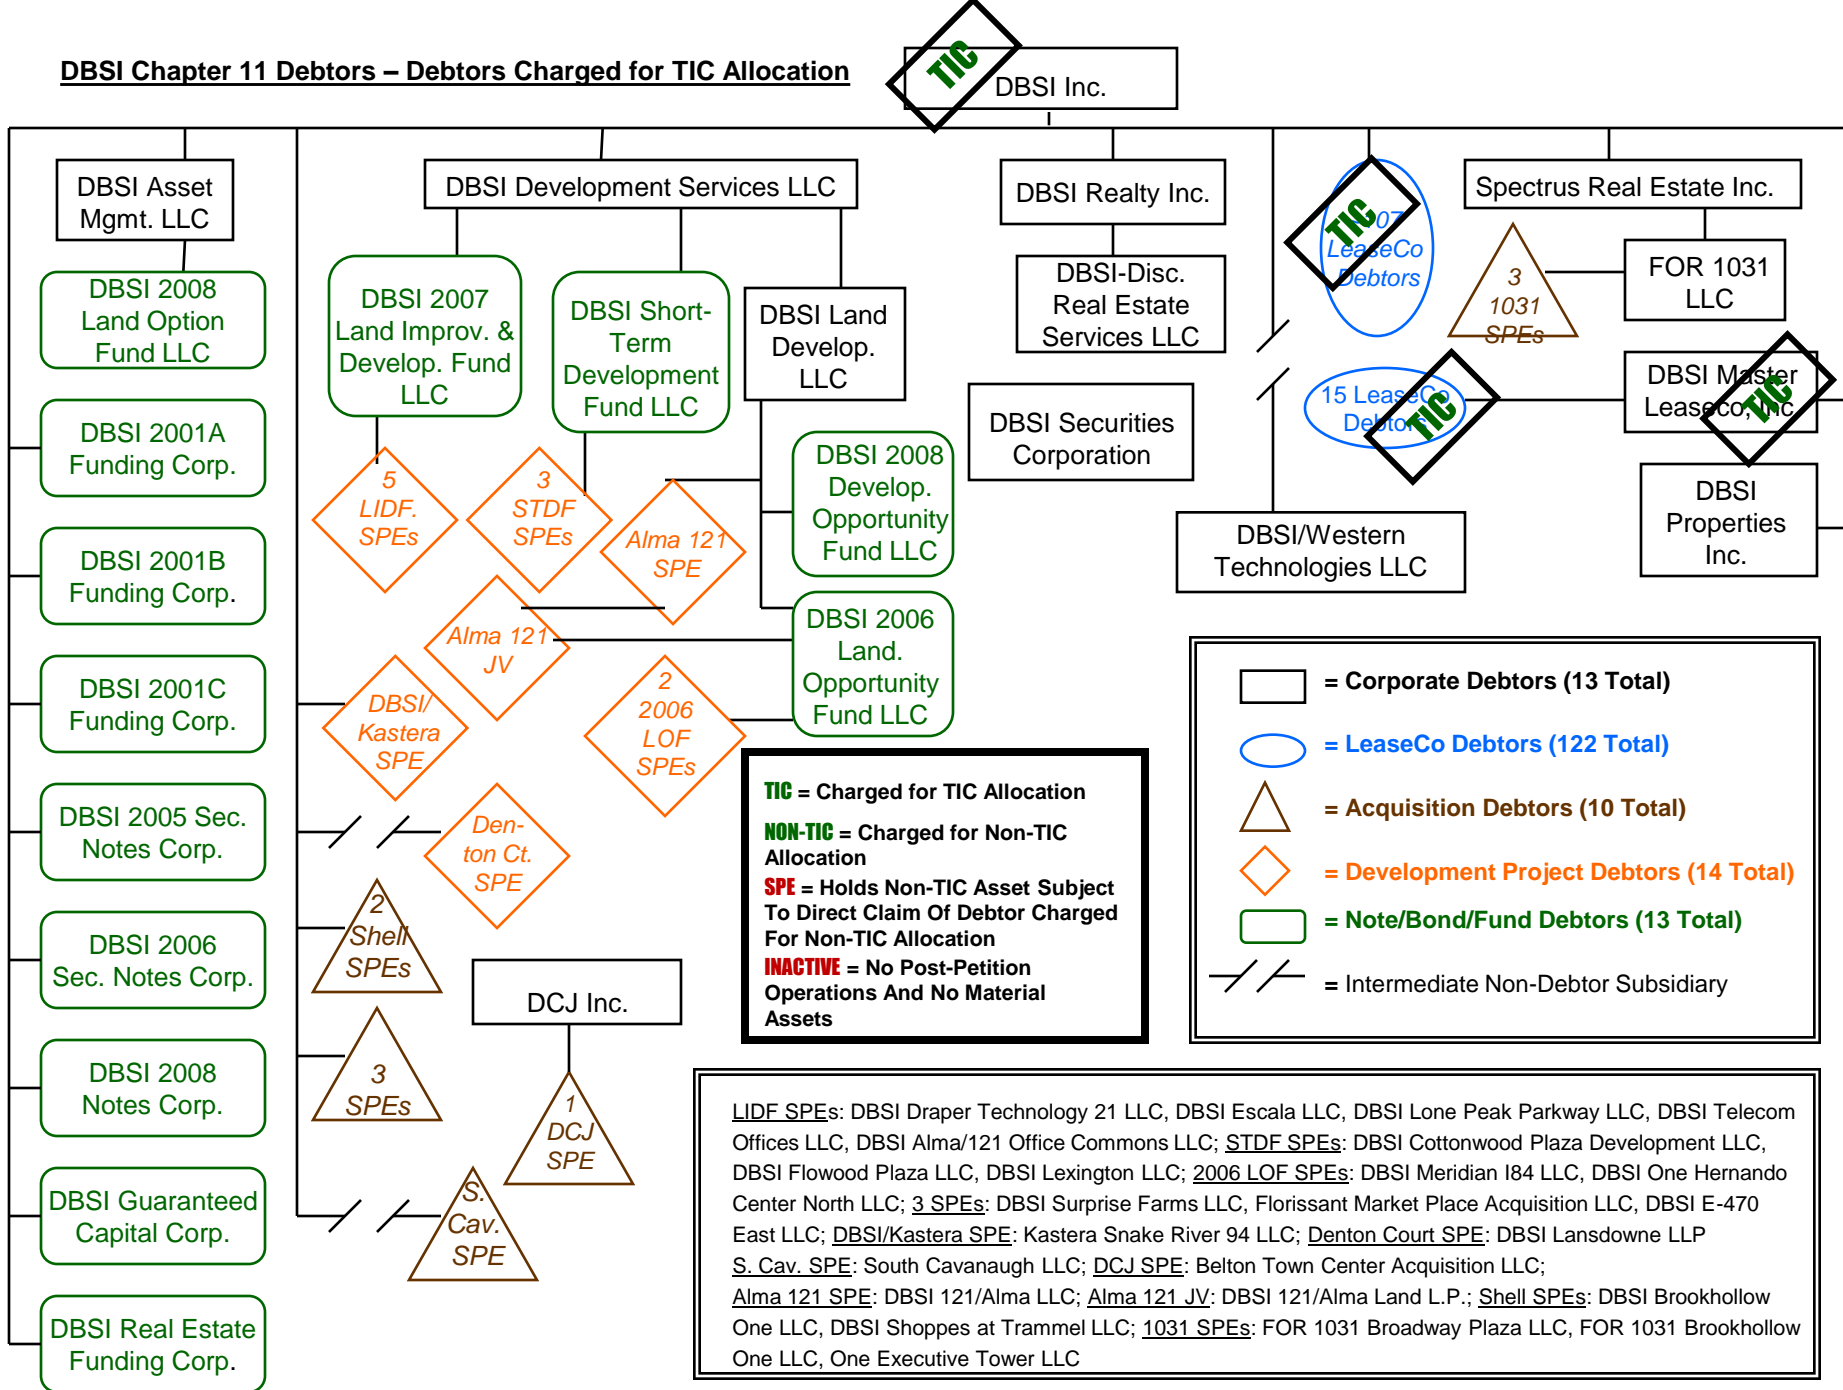 DBSI Chapter 11 Debtors – Debtors Charged for TIC Allocation
TIC
DBSI Inc.
DBSI Asset
Mgmt. LLC
DBSI Development Services LLC
DBSI Realty Inc.
TIC
07
LeaseCo
Debtors
Spectrus Real Estate Inc.
DBSI 2008
Land Option
Fund LLC
DBSI 2007
Land Improv. &
Develop. Fund
LLC
DBSI Short-
Term
Development
Fund LLC
DBSI Land
Develop.
LLC
DBSI-Disc.
Real Estate
Services LLC
3
1031
SPEs
FOR 1031
LLC
DBSI 2001A
Funding Corp.
5
LIDF.
SPEs
3
STDF
SPEs
Alma 121
SPE
DBSI 2008
Develop.
Opportunity
Fund LLC
DBSI Securities
Corporation
15 LeaseCo
Debtors
TIC
DBSI Master
Leaseco, Inc.
TIC
DBSI 2001B
Funding Corp.
DBSI/Western
Technologies LLC
DBSI
Properties
Inc.
Alma 121
JV
DBSI 2006
Land.
Opportunity
Fund LLC
DBSI 2001C
Funding Corp.
DBSI/
Kastera
SPE
2
2006
LOF
SPEs
= Corporate Debtors (13 Total)
= LeaseCo Debtors (122 Total)
= Acquisition Debtors (10 Total)
= Development Project Debtors (14 Total)
= Note/Bond/Fund Debtors (13 Total)
= Intermediate Non-Debtor Subsidiary
DBSI 2005 Sec.
Notes Corp.
Den-
ton Ct.
SPE
TIC = Charged for TIC Allocation
NON-TIC = Charged for Non-TIC
Allocation
SPE = Holds Non-TIC Asset Subject
To Direct Claim Of Debtor Charged
For Non-TIC Allocation
INACTIVE = No Post-Petition
Operations And No Material
Assets
DBSI 2006
Sec. Notes Corp.
2
Shell
SPEs
DCJ Inc.
DBSI 2008
Notes Corp.
3
SPEs
1
DCJ
SPE
DBSI Guaranteed
Capital Corp.
S.
Cav.
SPE
DBSI Real Estate
Funding Corp.
LIDF SPEs: DBSI Draper Technology 21 LLC, DBSI Escala LLC, DBSI Lone Peak Parkway LLC, DBSI Telecom
Offices LLC, DBSI Alma/121 Office Commons LLC; STDF SPEs: DBSI Cottonwood Plaza Development LLC,
DBSI Flowood Plaza LLC, DBSI Lexington LLC; 2006 LOF SPEs: DBSI Meridian I84 LLC, DBSI One Hernando
Center North LLC; 3 SPEs: DBSI Surprise Farms LLC, Florissant Market Place Acquisition LLC, DBSI E-470
East LLC; DBSI/Kastera SPE: Kastera Snake River 94 LLC; Denton Court SPE: DBSI Lansdowne LLP
S. Cav. SPE: South Cavanaugh LLC; DCJ SPE: Belton Town Center Acquisition LLC;
Alma 121 SPE: DBSI 121/Alma LLC; Alma 121 JV: DBSI 121/Alma Land L.P.; Shell SPEs: DBSI Brookhollow
One LLC, DBSI Shoppes at Trammel LLC; 1031 SPEs: FOR 1031 Broadway Plaza LLC, FOR 1031 Brookhollow
One LLC, One Executive Tower LLC